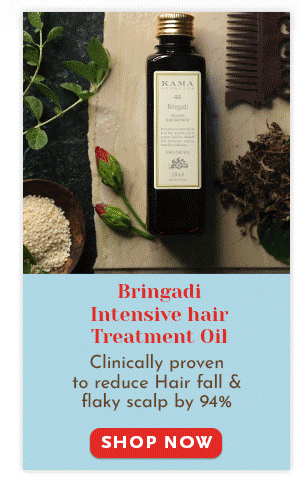 KAMA
AYURVEDA
Bringadi
Bringadi
Intensive hair
Treatment Oil
Clinically proven
to reduce Hair fall &
flaky scalp by 94%
SHOP NOW